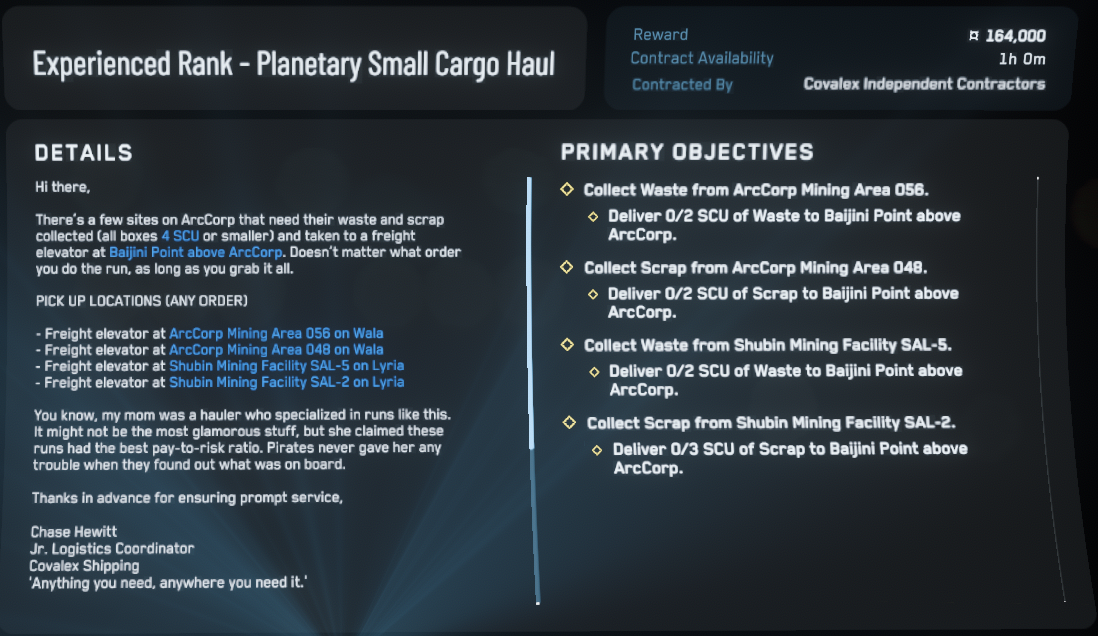 Experienced Rank - Planetary Small Cargo Haul
Reward ¤ 164,000
Contract Availability 1h 0m
Contracted By Covalex Independent Contractors
DETAILS
Hi there,
There's a few sites on ArcCorp that need their waste and scrap
collected (all boxes 4 SCU or smaller) and taken to a freight
elevator at Baijini Point above ArcCorp. Doesn't matter what order
you do the run, as long as you grab it all.
PICK UP LOCATIONS (ANY ORDER)
- Freight elevator at ArcCorp Mining Area 056 on Wala
- Freight elevator at ArcCorp Mining Area 048 on Wala
- Freight elevator at Shubin Mining Facility SAL-5 on Lyria
- Freight elevator at Shubin Mining Facility SAL-2 on Lyria
You know, my mom was a hauler who specialized in runs like this.
It might not be the most glamorous stuff, but she claimed these
runs had the best pay-to-risk ratio. Pirates never gave her any
trouble when they found out what was on board.
Thanks in advance for ensuring prompt service,
Chase Hewitt
Jr. Logistics Coordinator
Covalex Shipping
'Anything you need, anywhere you need it.'
PRIMARY OBJECTIVES
Collect Waste from ArcCorp Mining Area 056.
Deliver 0/2 SCU of Waste to Baijini Point above
ArcCorp.
Collect Scrap from ArcCorp Mining Area 048.
Deliver 0/2 SCU of Scrap to Baijini Point above
ArcCorp.
Collect Waste from Shubin Mining Facility SAL-5.
Deliver 0/2 SCU of Waste to Baijini Point above
ArcCorp.
Collect Scrap from Shubin Mining Facility SAL-2.
Deliver 0/3 SCU of Scrap to Baijini Point above
ArcCorp.